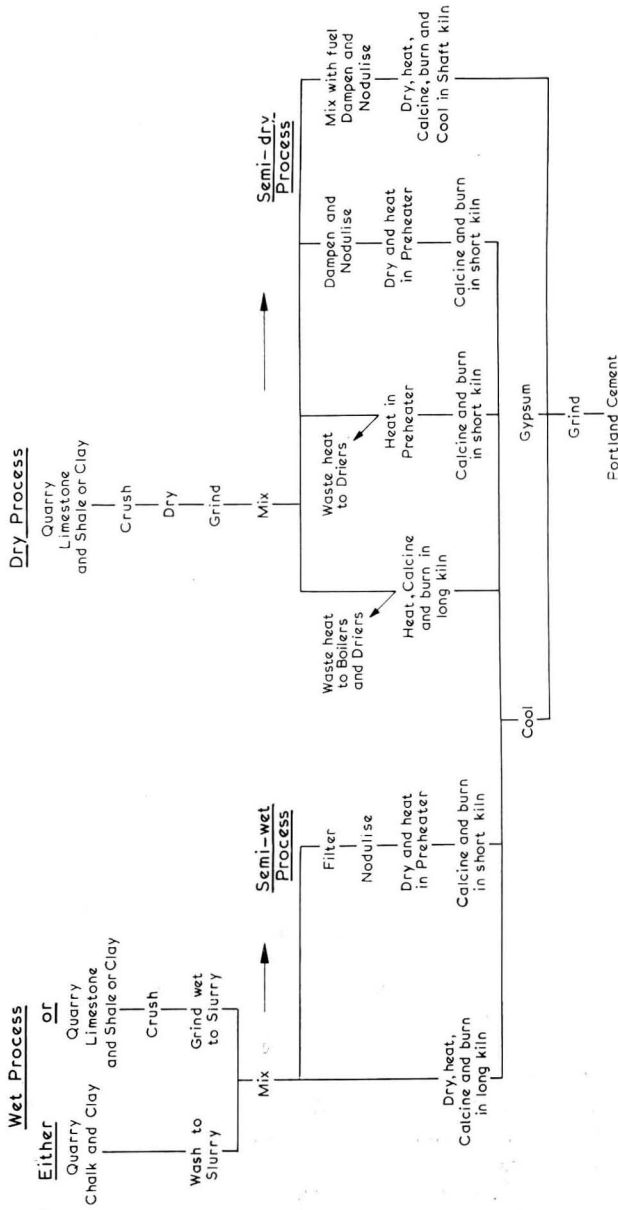 Wet Process
Either
or
Quarry
Chalk and Clay
Wash to
Slurry
Quarry
Limestone
and Shale or Clay
Crush
Grind wet
to Slurry
Mix
Dry, heat,
Calcine and burn
in long kiln
Semi-wet
Process
Filter
Nodulise
Dry and heat
in Preheater
Calcine and burn
in short kiln
Dry Process
Quarry
Limestone
and Shale or Clay
Crush
Dry
Grind
Mix
Waste heat
to Boilers
and Driers
Heat, Calcine
and burn in
long kiln
Waste heat
to Driers
Heat in
Preheater
Calcine and burn
in short kiln
Semi-dry
Process
Dampen and
Nodulise
Dry and heat
in Preheater
Calcine and burn
in short kiln
Mix with fuel
Dampen and
Nodulise
Dry, heat,
Calcine, burn and
Cool in Shaft kiln
Cool
Gypsum
Grind
Portland Cement